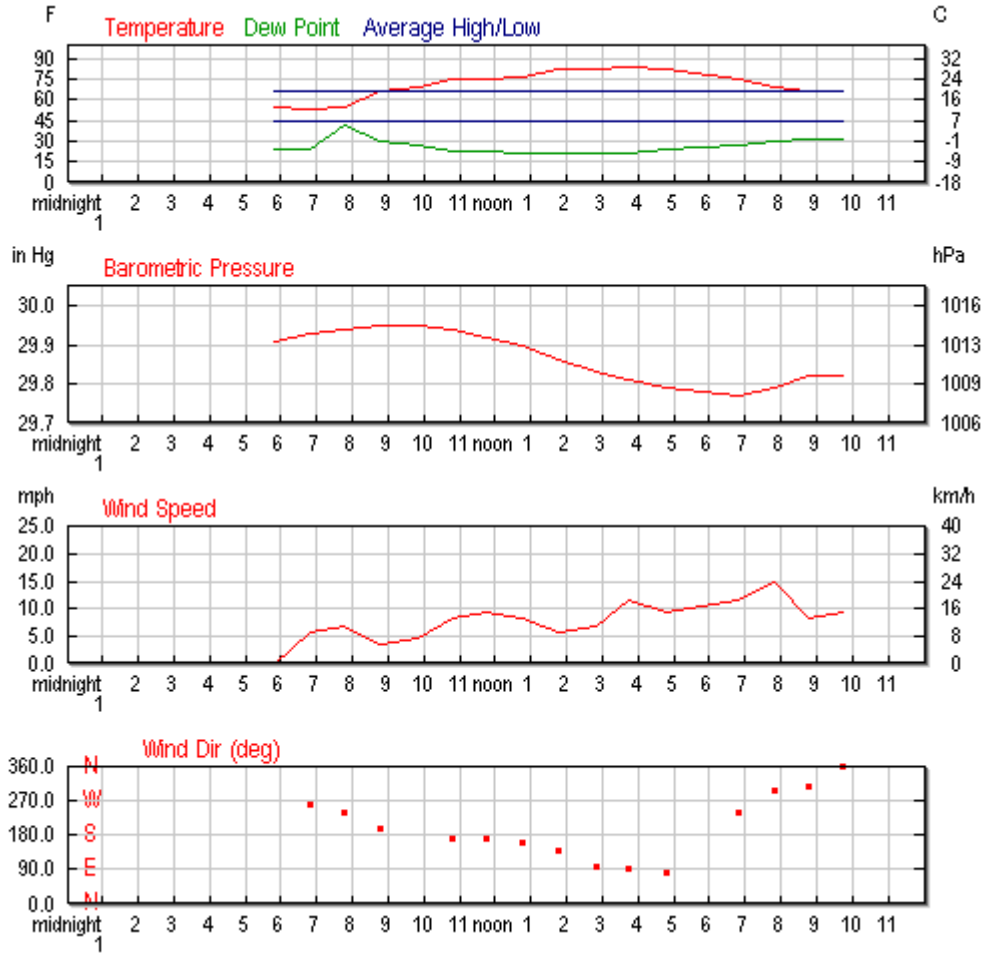 F Temperature Dew Point Average High/Low C
90 32
75 24
60 16
45 7
30 -1
15 -9
0 -18
midnight 1 2 3 4 5 6 7 8 9 10 11 noon 1 2 3 4 5 6 7 8 9 10 11
in Hg Barometric Pressure hPa
30.0 1016
29.9 1013
29.8 1009
29.7 1006
midnight 1 2 3 4 5 6 7 8 9 10 11 noon 1 2 3 4 5 6 7 8 9 10 11
mph Wind Speed km/h
25.0 40
20.0 32
15.0 24
10.0 16
5.0 8
0.0 0
midnight 1 2 3 4 5 6 7 8 9 10 11 noon 1 2 3 4 5 6 7 8 9 10 11
Wind Dir (deg)
360.0 N
270.0 W
180.0 S
90.0 E
0.0 N
midnight 1 2 3 4 5 6 7 8 9 10 11 noon 1 2 3 4 5 6 7 8 9 10 11